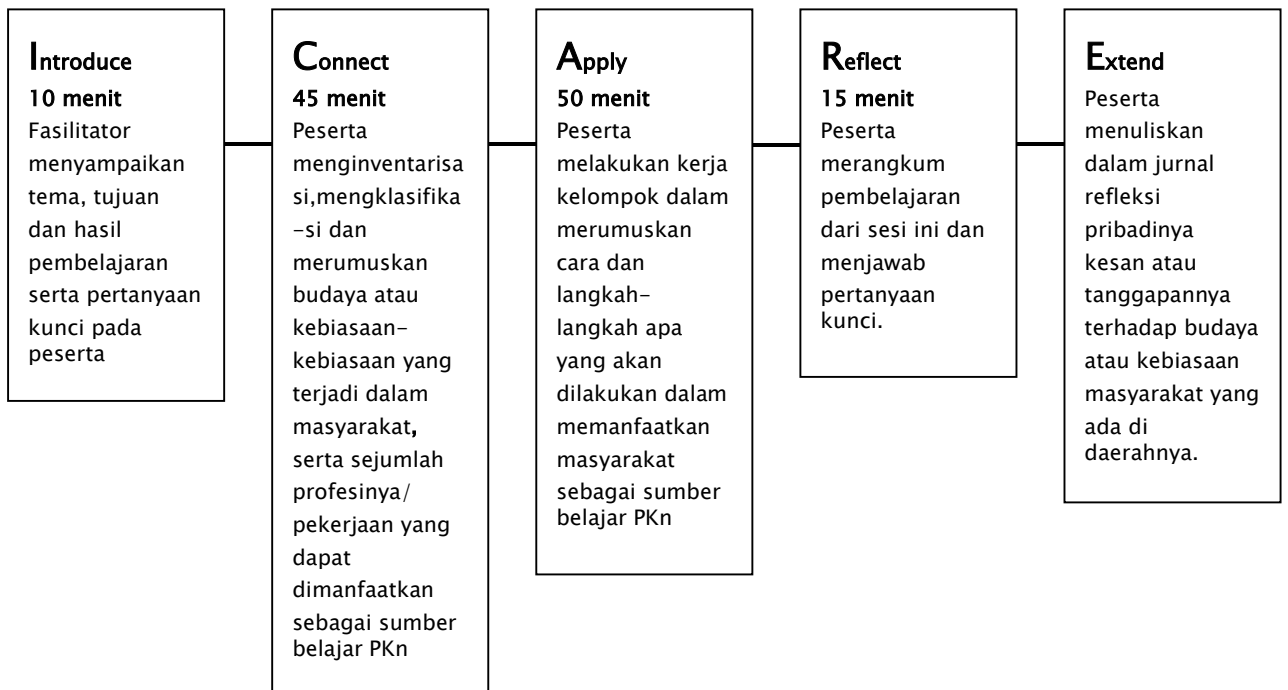 Introduce
10 menit
Fasilitator
menyampaikan
tema, tujuan
dan hasil
pembelajaran
serta pertanyaan
kunci pada
peserta
Connect
45 menit
Peserta
menginventarisa
si,mengklasifika
-si dan
merumuskan
budaya atau
kebiasaan-
kebiasaan yang
terjadi dalam
masyarakat,
serta sejumlah
profesinya/
pekerjaan yang
dapat
dimanfaatkan
sebagai sumber
belajar PKn
Apply
50 menit
Peserta
melakukan kerja
kelompok dalam
merumuskan
cara dan
langkah-
langkah apa
yang akan
dilakukan dalam
memanfaatkan
masyarakat
sebagai sumber
belajar PKn
Reflect
15 menit
Peserta
merangkum
pembelajaran
dari sesi ini dan
menjawab
pertanyaan
kunci.
Extend
Peserta
menuliskan
dalam jurnal
refleksi
pribadinya
kesan atau
tanggapannya
terhadap budaya
atau kebiasaan
masyarakat yang
ada di
daerahnya.